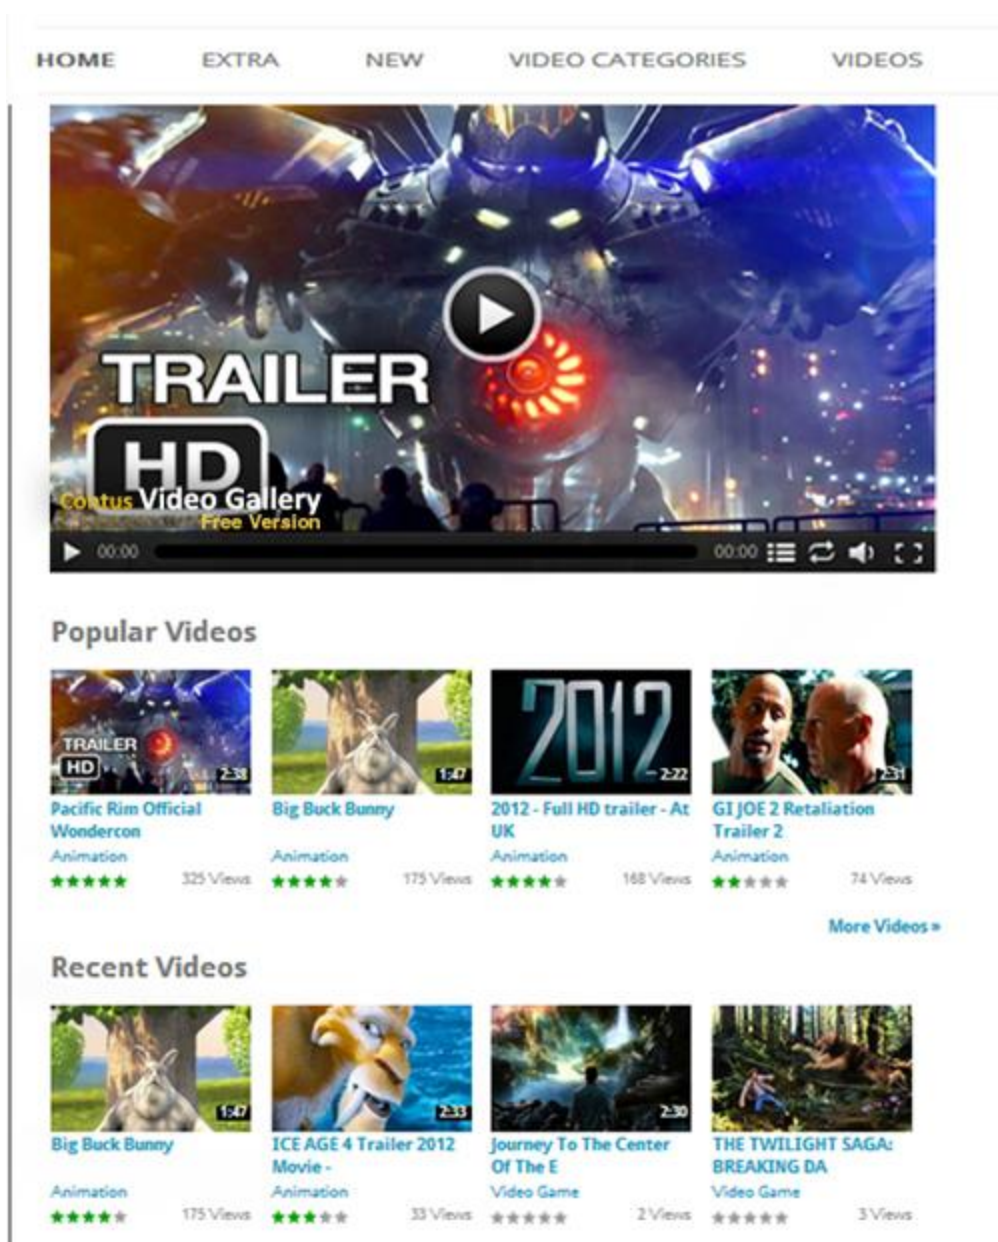 HOME EXTRA NEW VIDEO CATEGORIES VIDEOS
TRAILER
HD
Contus Video Gallery
Free Version
00:00 00:00
Popular Videos
TRAILER
HD
2:38 1:47 2012 2:22 2:31
Pacific Rim Official Big Buck Bunny 2012 - Full HD trailer - At GI JOE 2 Retaliation
Wondercon UK Trailer 2
Animation Animation Animation Animation
325 Views 175 Views 168 Views 74 Views
More Videos »
Recent Videos
1:47 2:33 2:30
Big Buck Bunny ICE AGE 4 Trailer 2012 Journey To The Center THE TWILIGHT SAGA:
Movie - Of The E BREAKING DA
Animation Animation Video Game Video Game
175 Views 33 Views 2 Views 3 Views